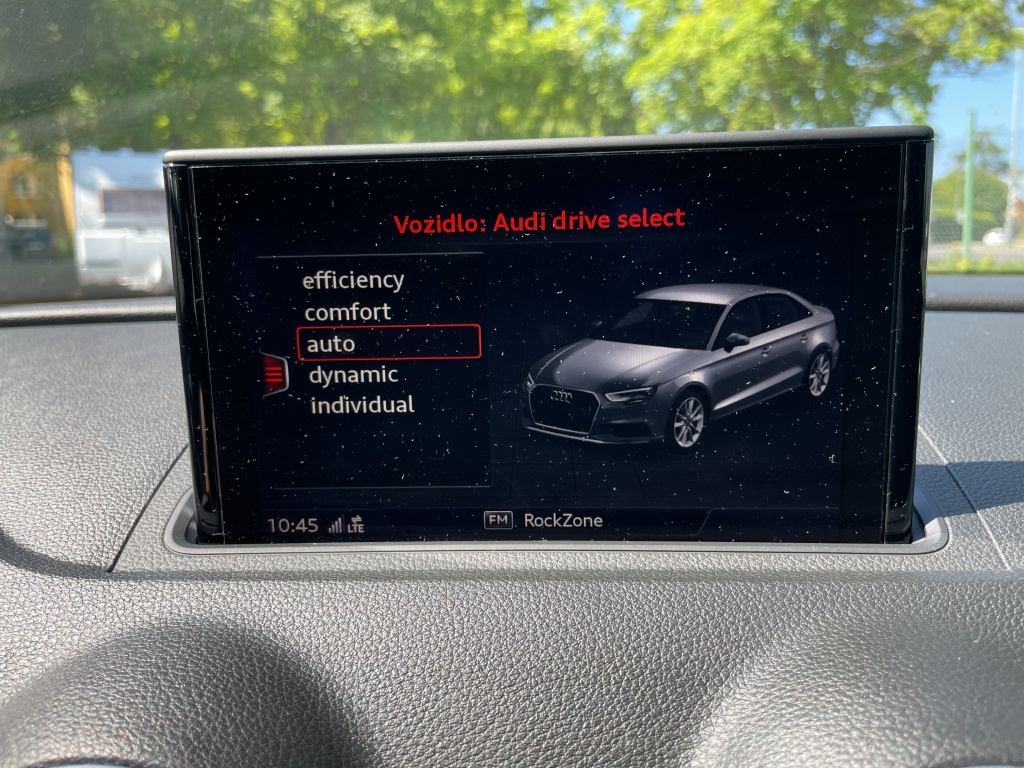 Vozidlo: Audi drive select
efficiency
comfort
auto
dynamic
individual
10:45 LTE FM RockZone